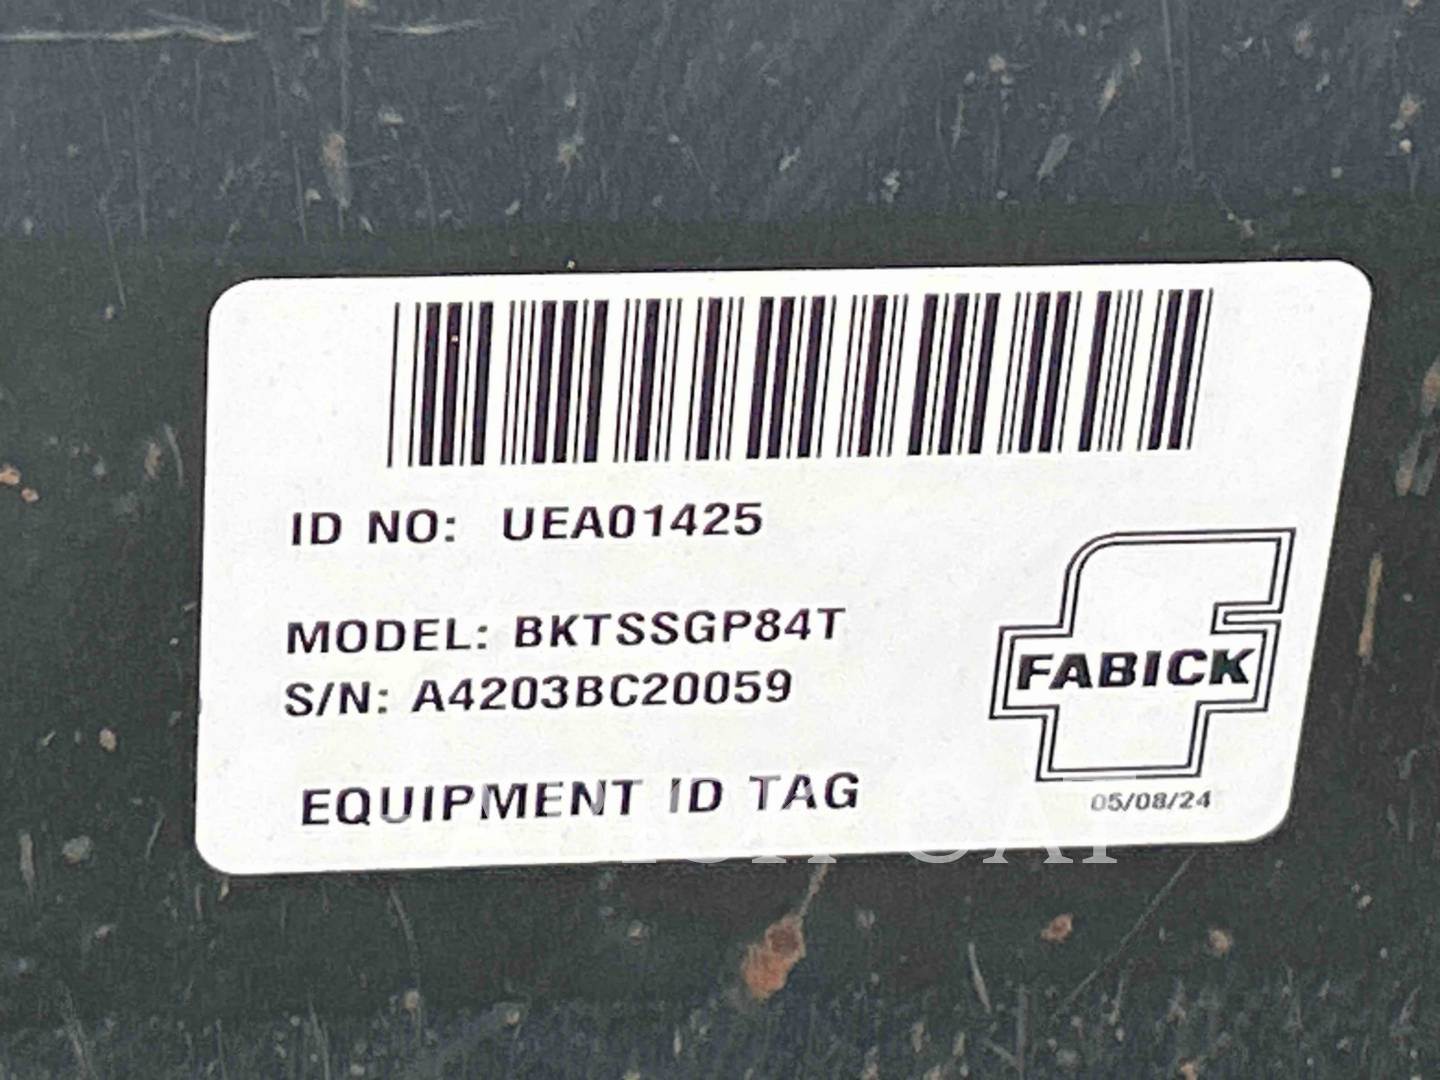 ID NO: UEA01425
MODEL: BKTSSGP84T
S/N: A4203BC20059
FABICK
EQUIPMENT ID TAG
05/08/24